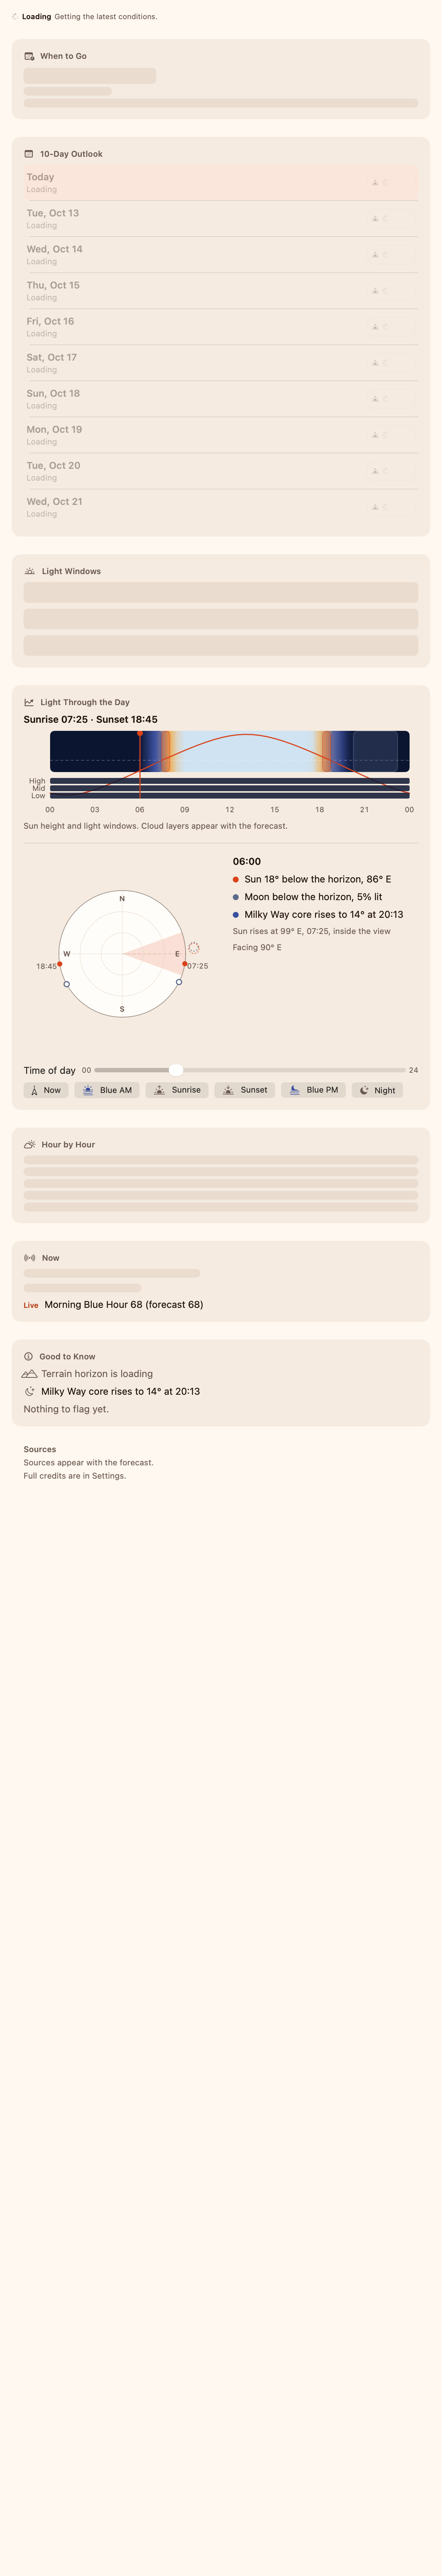 Loading Getting the latest conditions.
When to Go
10-Day Outlook
Today
Loading
Tue, Oct 13
Loading
Wed, Oct 14
Loading
Thu, Oct 15
Loading
Fri, Oct 16
Loading
Sat, Oct 17
Loading
Sun, Oct 18
Loading
Mon, Oct 19
Loading
Tue, Oct 20
Loading
Wed, Oct 21
Loading
Light Windows
Light Through the Day
Sunrise 07:25 · Sunset 18:45
High
Mid
Low
00 03 06 09 12 15 18 21 00
Sun height and light windows. Cloud layers appear with the forecast.
06:00
Sun 18° below the horizon, 86° E
Moon below the horizon, 5% lit
Milky Way core rises to 14° at 20:13
Sun rises at 99° E, 07:25, inside the view
Facing 90° E
N
W E
18:45 07:25
S
Time of day 00 24
Now Blue AM Sunrise Sunset Blue PM Night
Hour by Hour
Now
Live Morning Blue Hour 68 (forecast 68)
Good to Know
Terrain horizon is loading
Milky Way core rises to 14° at 20:13
Nothing to flag yet.
Sources
Sources appear with the forecast.
Full credits are in Settings.